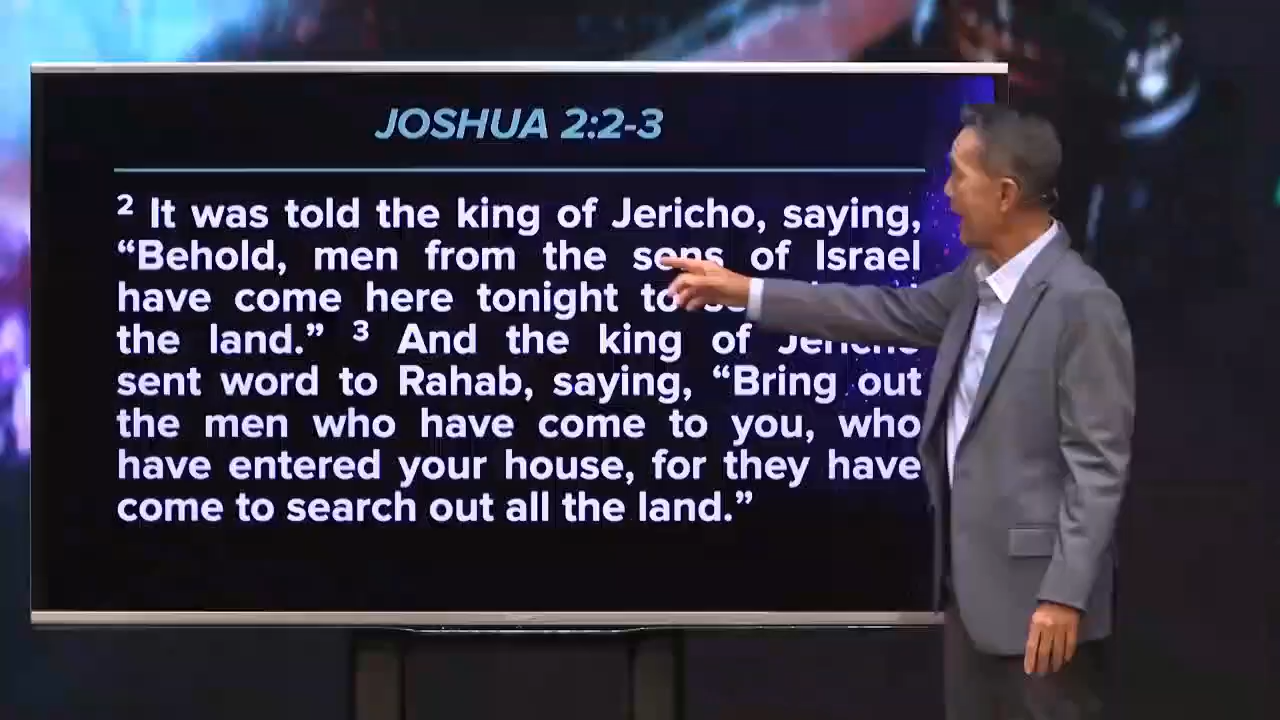 JOSHUA 2:2-3
2 It was told the king of Jericho, saying,
“Behold, men from the sons of Israel
have come here tonight to
the land.” 3 And the king of Jericho
sent word to Rahab, saying, “Bring out
the men who have come to you, who
have entered your house, for they have
come to search out all the land.”